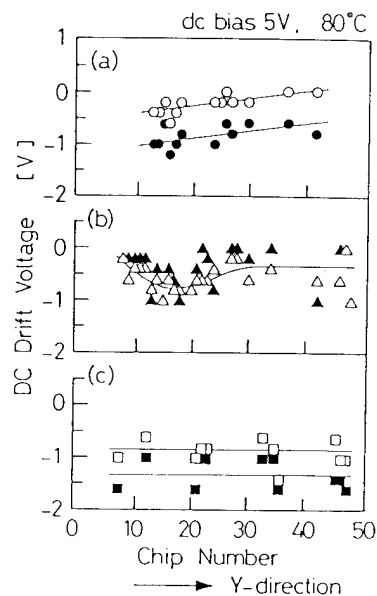 dc bias 5V, 80°C
1
(a)
0
-1
-2
(b)
0
-1
-2
(c)
0
-1
-2
DC Drift Voltage [V]
0 10 20 30 40 50
Chip Number
Y-direction